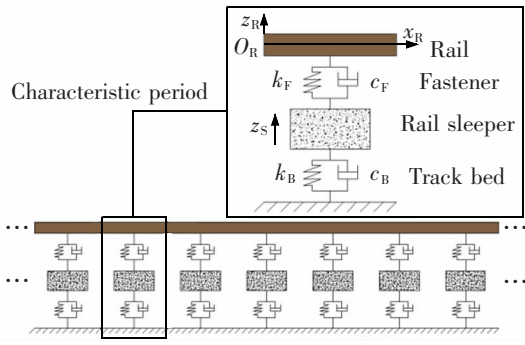 z_R
O_R
x_R
Rail
k_F
c_F
Fastener
Characteristic period
z_S
Rail sleeper
k_B
c_B
Track bed
... ...
... ...